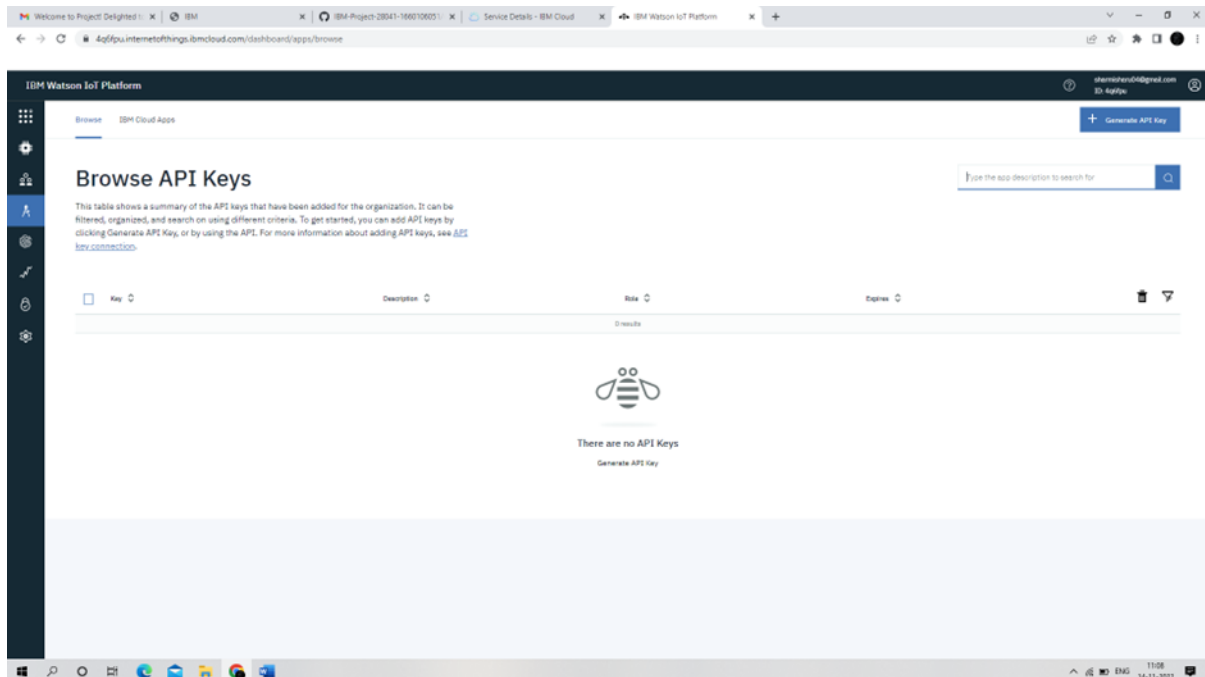 Welcome to Project! Delighted t
IBM
IBM-Project-28041-1660106051
Service Details - IBM Cloud
IBM Watson IoT Platform
4q6fpu.internetofthings.ibmcloud.com/dashboard/apps/browse
IBM Watson IoT Platform
ID: 4q6fpu
Browse
IBM Cloud Apps
+ Generate API Key
Browse API Keys
Type the app description to search for
This table shows a summary of the API keys that have been added for the organization. It can be
filtered, organized, and search on using different criteria. To get started, you can add API keys by
clicking Generate API Key, or by using the API. For more information about adding API keys, see API
key connection.
Key
Description
Role
Expires
0 results
There are no API Keys
Generate API Key
ENG
11:08